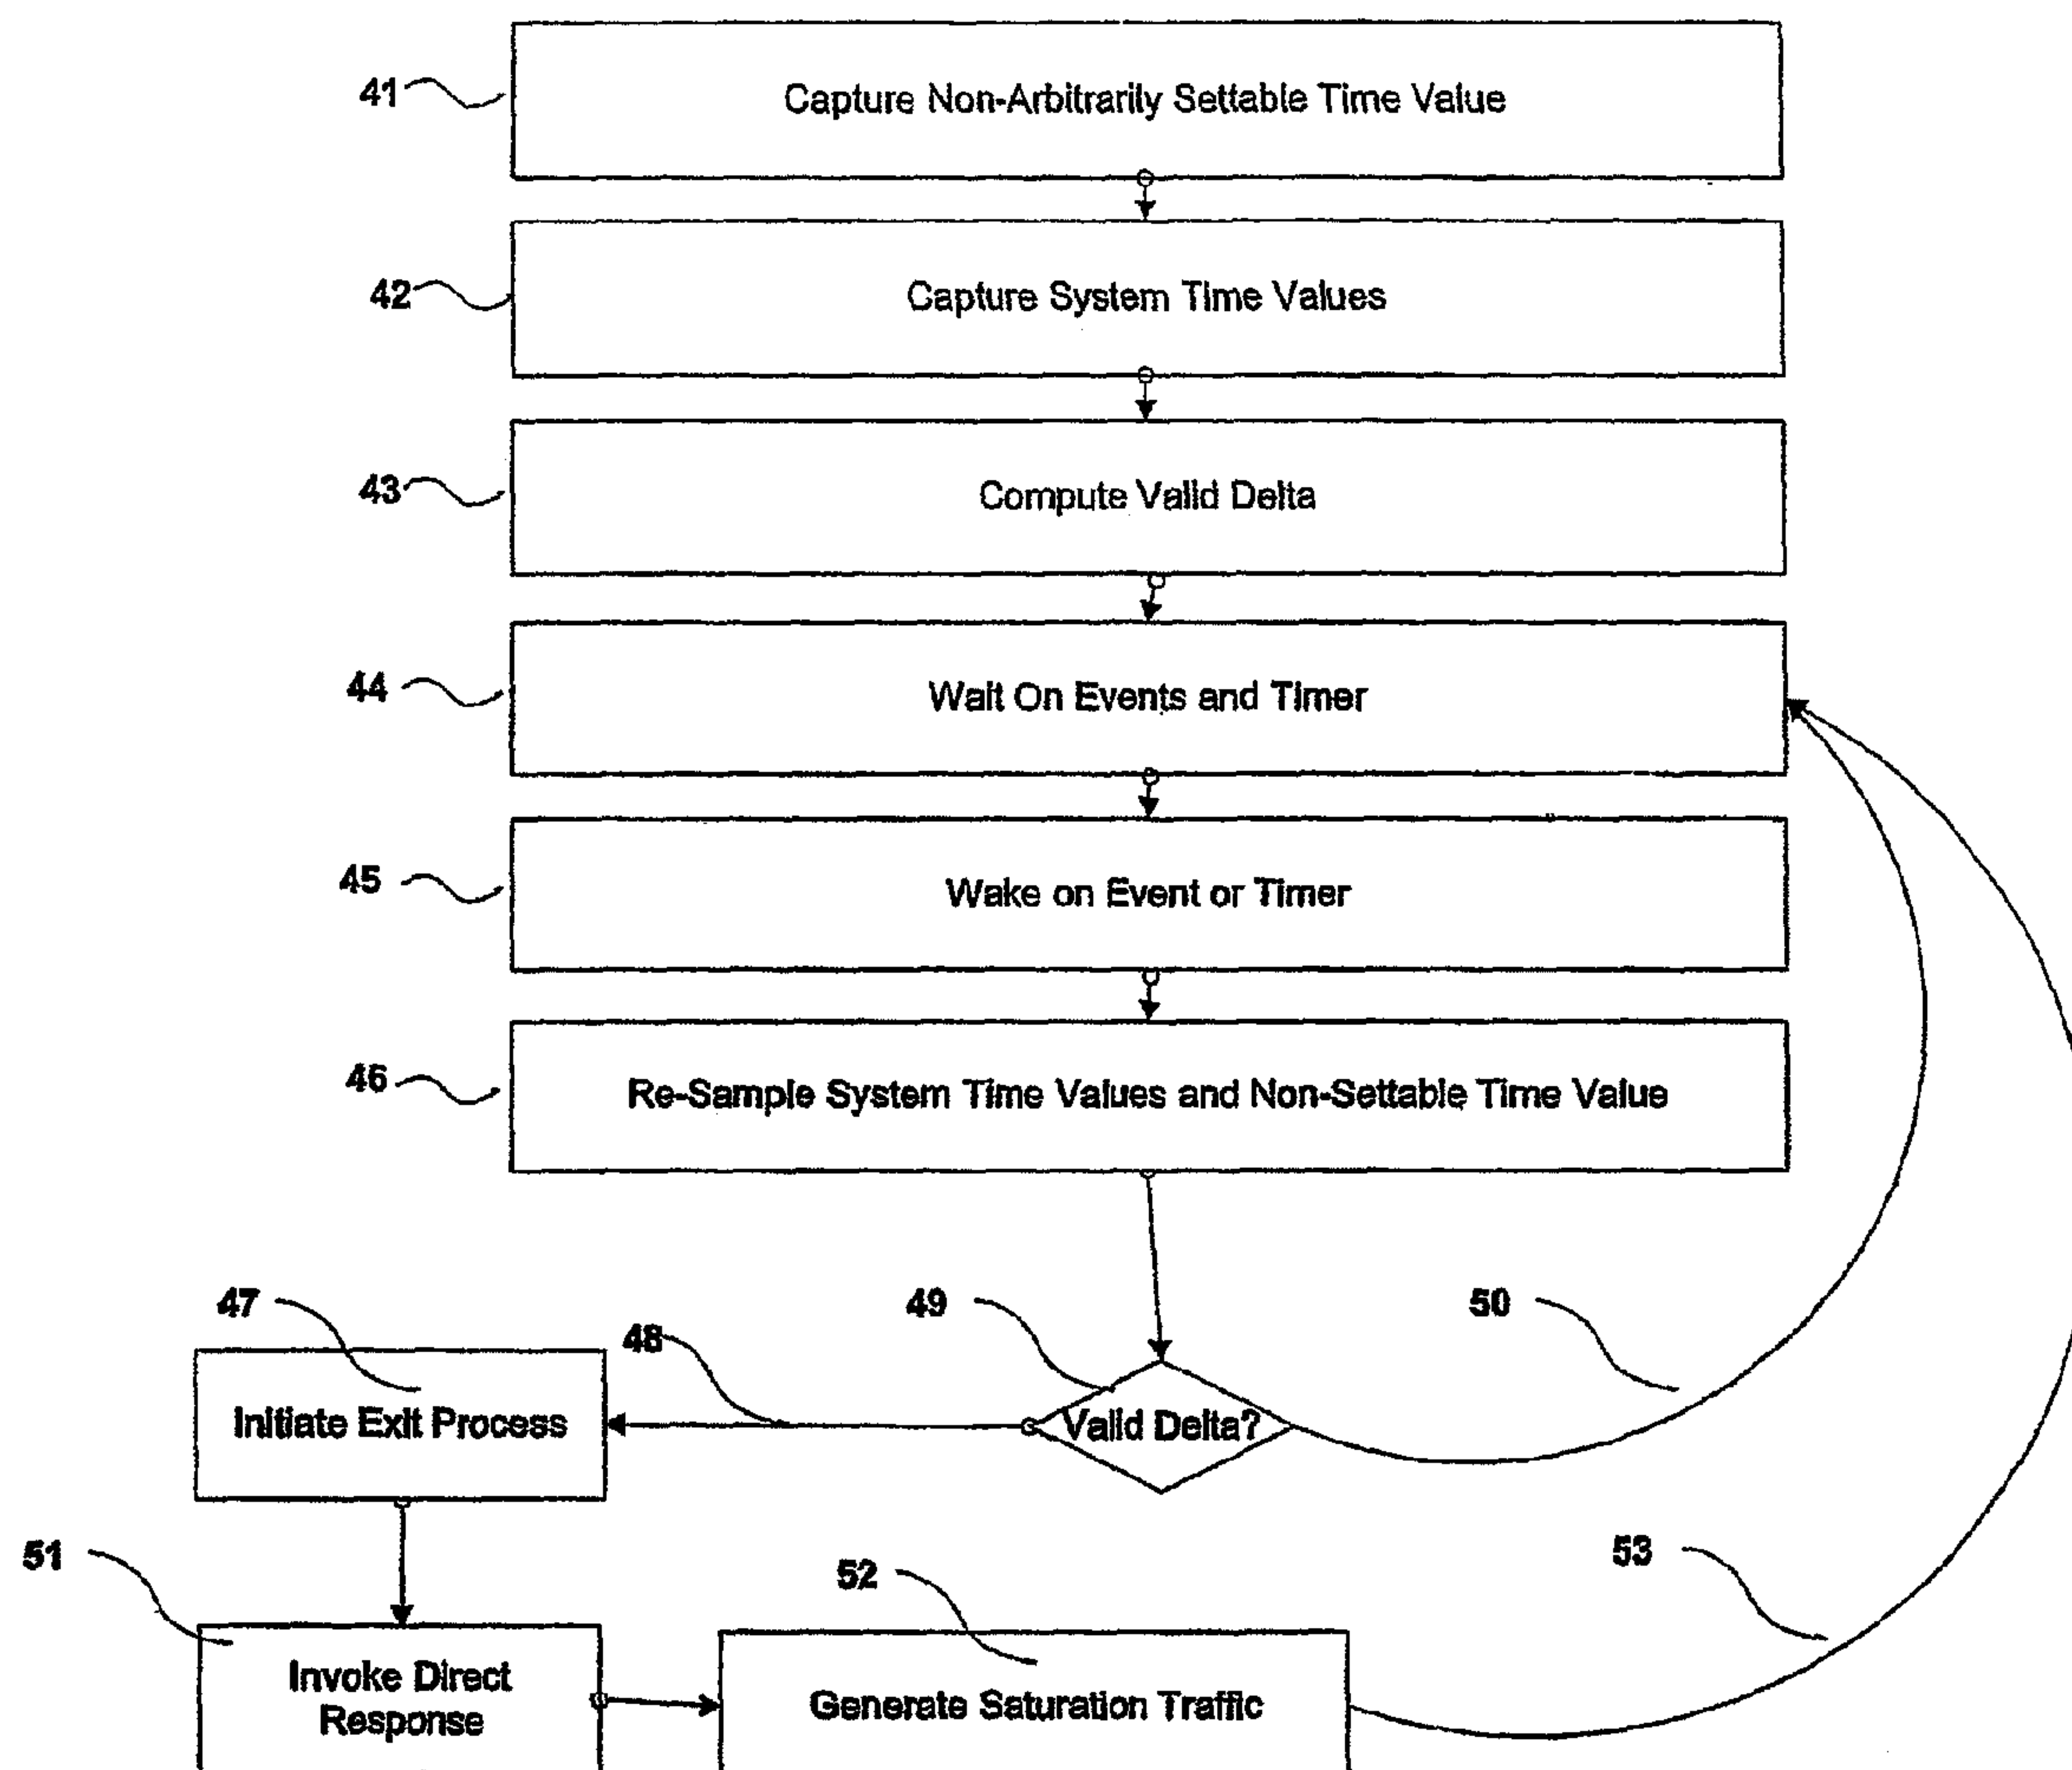 41
Capture Non-Arbitrarily Settable Time Value
42
Capture System Time Values
43
Compute Valid Delta
44
Wait On Events and Timer
45
Wake on Event or Timer
46
Re-Sample System Time Values and Non-Settable Time Value
47
48
49
50
Initiate Exit Process
Valid Delta?
51
52
53
Invoke Direct
Response
Generate Saturation Traffic